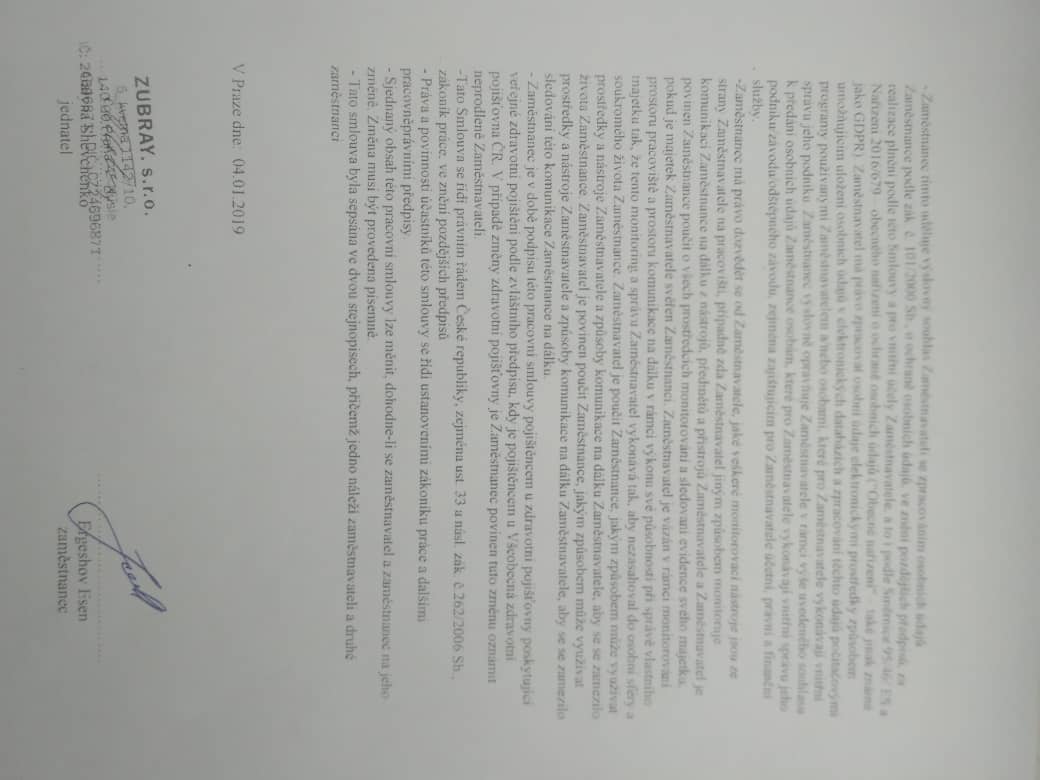 -Zaměstnanec tímto uděluje výslovný souhlas Zaměstnavateli se zpracováním osobních údajů
Zaměstnance podle zák. č. 101/2000 Sb., o ochraně osobních údajů, ve znění pozdějších předpisů, za
realizace plnění podle této Smlouvy a pro vnitřní účely Zaměstnavatele, a to i podle Směrnice 95/46/ ES a
Nařízení 2016/679 - obecného nařízení o ochraně osobních údajů ("Obecné nařízení" také jinak známé
jako GDPR). Zaměstnavatel má právo zpracovat osobní údaje elektronickými prostředky způsobem
umožňujícím uložení osobních údajů v elektronických databázích a zpracování těchto údajů počítačovými
programy používanými Zaměstnavatelem a/nebo osobami, které pro Zaměstnavatele vykonávají vnitřní
správu jeho podniku. Zaměstnanec výslovně opravňuje Zaměstnavatele v rámci výše uvedeného souhlasu
k předání osobních údajů Zaměstnance osobám, které pro Zaměstnavatele vykonávají vnitřní správu jeho
podniku/závodu/odštěpného závodu, zejména zajišťujícím pro Zaměstnavatele účetní, právní a finanční
služby.
-Zaměstnanec má právo dozvědět se od Zaměstnavatele, jaké veškeré monitorovací nástroje jsou ze
strany Zaměstnavatele na pracovišti, případně zda Zaměstnavatel jiným způsobem monitoruje
komunikaci Zaměstnance na dálku z nástrojů, předmětů a přístrojů Zaměstnavatele a Zaměstnavatel je
povinen Zaměstnance poučit o všech prostředcích monitorování a sledování evidence svého majetku,
pokud je majetek Zaměstnavatele svěřen Zaměstnanci. Zaměstnavatel je vázán v rámci monitorování
prostoru pracoviště a prostoru komunikace na dálku v rámci výkonu své působnosti při správě vlastního
majetku tak, že tento monitoring a správu Zaměstnavatel vykonává tak, aby nezasahoval do osobní sféry a
soukromého života Zaměstnance. Zaměstnavatel je poučit Zaměstnance, jakým způsobem může využívat
prostředky a nástroje Zaměstnavatele a způsoby komunikace na dálku Zaměstnavatele, aby se se zamezilo
života Zaměstnance. Zaměstnavatel je povinen poučit Zaměstnance, jakým způsobem může využívat
prostředky a nástroje Zaměstnavatele a způsoby komunikace na dálku Zaměstnavatele, aby se se zamezilo
sledování této komunikace Zaměstnance na dálku.
- Zaměstnanec je v době podpisu této pracovní smlouvy pojištěncem u zdravotní pojišťovny poskytující
veřejné zdravotní pojištění podle zvláštního předpisu, kdy je pojištěncem u Všeobecná zdravotní
pojišťovna ČR. V případě změny zdravotní pojišťovny je Zaměstnanec povinen tuto změnu oznámit
neprodleně Zaměstnavateli.
-Tato Smlouva se řídí právním řádem České republiky, zejména ust. 33 a násl. zák. č.262/2006 Sb.,
zákoník práce, ve znění pozdějších předpisů
- Práva a povinnosti účastníků této smlouvy se řídí ustanoveními zákoníku práce a dalšími
pracovněprávními předpisy.
- Sjednaný obsah této pracovní smlouvy lze měnit, dohodne-li se zaměstnavatel a zaměstnanec na jeho
změně. Změna musí být provedena písemně.
- Tato smlouva byla sepsána ve dvou stejnopisech, přičemž jedno náleží zaměstnavateli a druhé
zaměstnanci
V Praze dne: 04.01.2019
ZUBRAY. s.r.o.
Shevchenko
jednatel
Ergeshov Esen
zaměstnanec